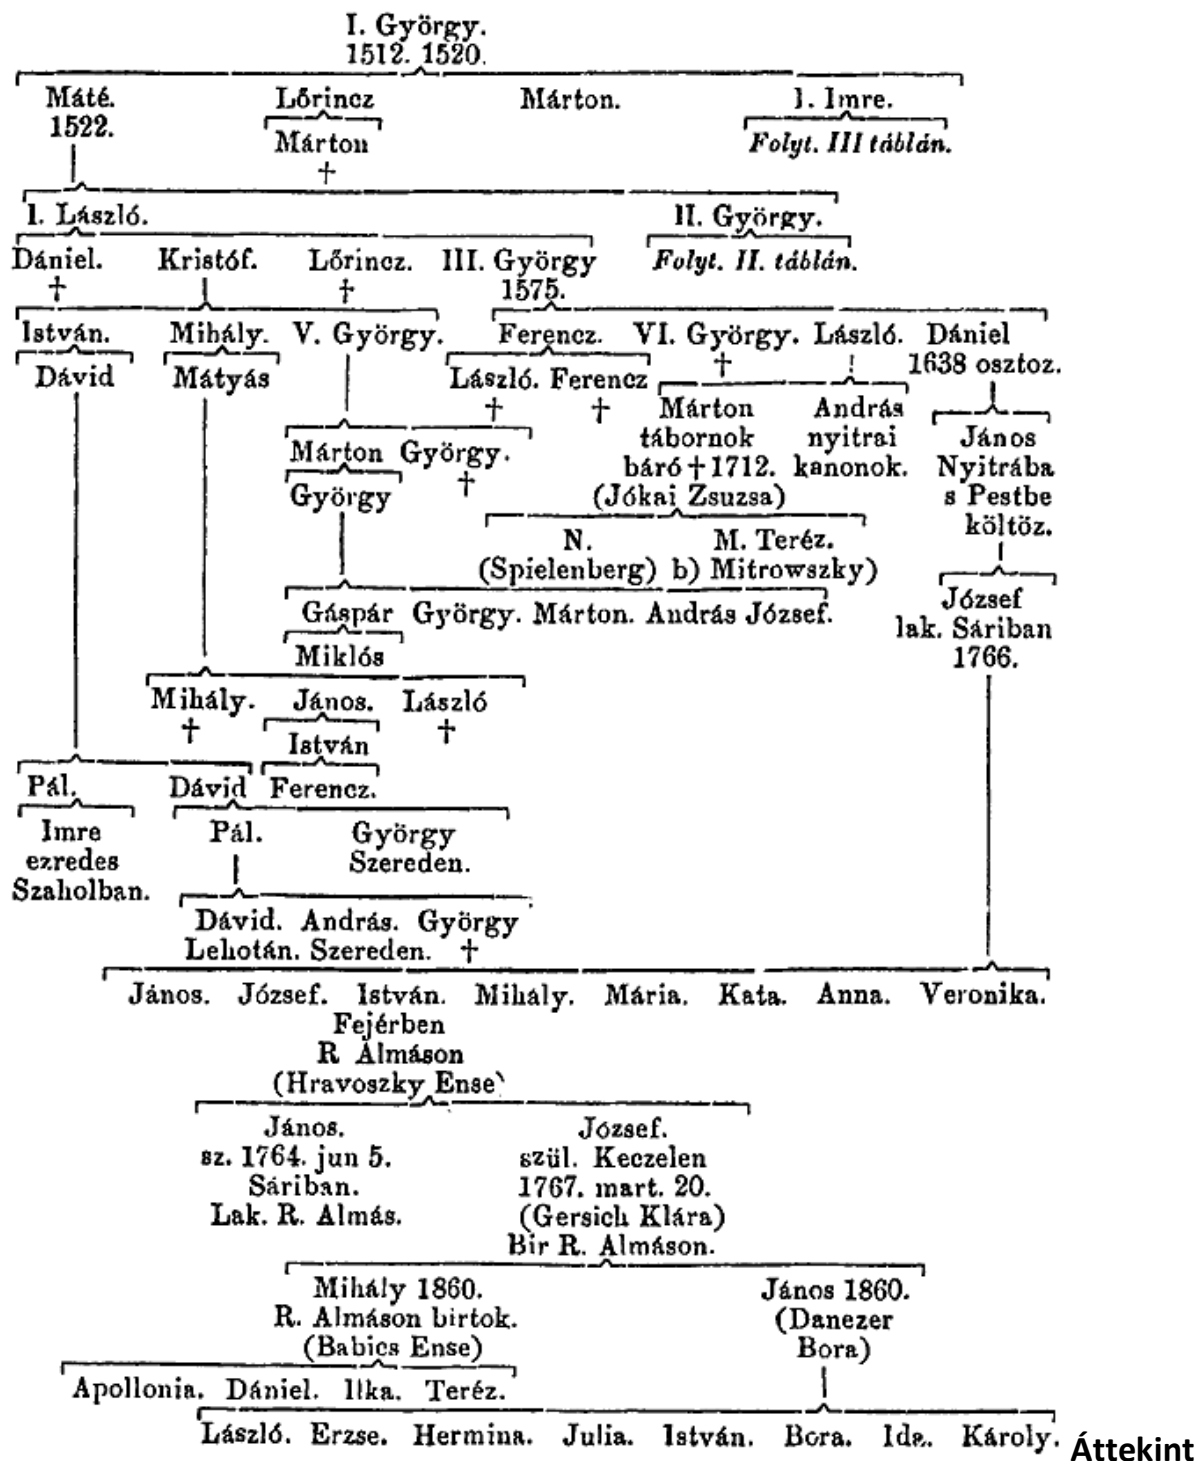 I. György.
1512. 1520.
Máté. Lőrincz Márton. I. Imre.
1522.
Márton Folyt. III táblán.
†
I. László. II. György.
Dániel. Kristóf. Lőrincz. III. György Folyt. II. táblán.
† † 1575.
István. Mihály. V. György. Ferencz. VI. György. László. Dániel
† 1638 osztoz.
Dávid Mátyás László. Ferencz
† † Márton András
tábornok nyitrai
báró † 1712. kanonok.
(Jókai Zsuzsa)
János
Nyitrába
s Pestbe
költöz.
Márton György.
†
György
N. M. Teréz.
(Spielenberg) b) Mitrowszky)
Gáspár György. Márton. András József.
József
lak. Sáriban
1766.
Miklós
Mihály. János. László
† †
István
Pál. Dávid Ferencz.
Imre Pál. György
ezredes Szereden.
Szaholban.
Dávid. András. György
Lehotán. Szereden. †
János. József. István. Mihály. Mária. Kata. Anna. Veronika.
Fejérben
R Almáson
(Hravoszky Ense)
János. József.
sz. 1764. jun 5. szül. Keczelen
Sáriban. 1767. mart. 20.
Lak. R. Almás. (Gersich Klára)
Bir R. Almáson.
Mihály 1860. János 1860.
R. Almáson birtok. (Danezer
(Babics Ense) Bora)
Apollonia. Dániel. Ilka. Teréz.
László. Erzse. Hermina. Julia. István. Bora. Ida. Károly.
Áttekint